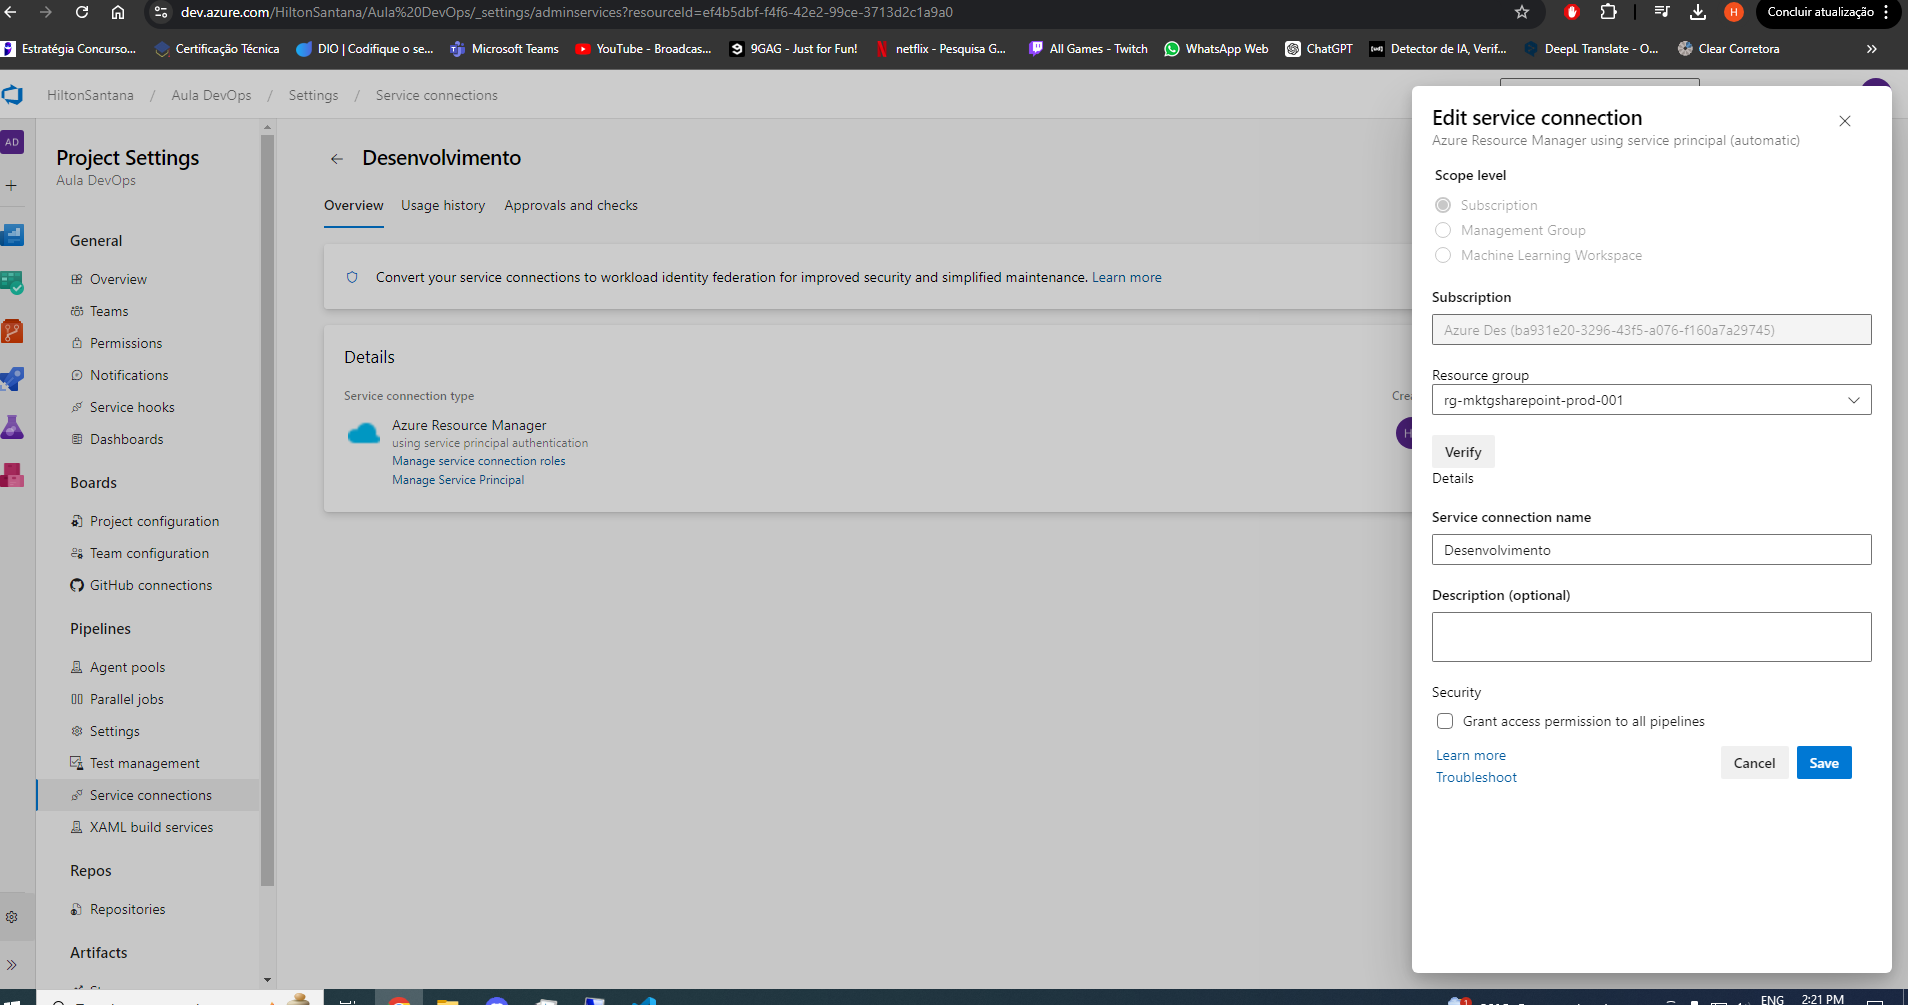 dev.azure.com/HiltonSantana/Aula%20DevOps/_settings/adminservices?resourceId=ef4b5dbf-f4f6-42e2-99ce-3713d2c1a9a0
H
Concluir atualização
Estratégia Concurso...
Certificação Técnica
DIO | Codifique o se...
Microsoft Teams
YouTube - Broadcas...
9GAG - Just for Fun!
netflix - Pesquisa G...
All Games - Twitch
WhatsApp Web
ChatGPT
Detector de IA, Verif...
DeepL Translate - O...
Clear Corretora
HiltonSantana / Aula DevOps / Settings / Service connections
AD
Project Settings
Aula DevOps
General
Overview
Teams
Permissions
Notifications
Service hooks
Dashboards
Boards
Project configuration
Team configuration
GitHub connections
Pipelines
Agent pools
Parallel jobs
Settings
Test management
Service connections
XAML build services
Repos
Repositories
Artifacts
Desenvolvimento
Overview
Usage history
Approvals and checks
Convert your service connections to workload identity federation for improved security and simplified maintenance. Learn more
Details
Service connection type
Azure Resource Manager
using service principal authentication
Manage service connection roles
Manage Service Principal
Crea
H
Edit service connection
Azure Resource Manager using service principal (automatic)
Scope level
Subscription
Management Group
Machine Learning Workspace
Subscription
Azure Des (ba931e20-3296-43f5-a076-f160a7a29745)
Resource group
rg-mktgsharepoint-prod-001
Verify
Details
Service connection name
Desenvolvimento
Description (optional)
Security
Grant access permission to all pipelines
Learn more
Troubleshoot
Cancel
Save
1
ENG
2:21 PM